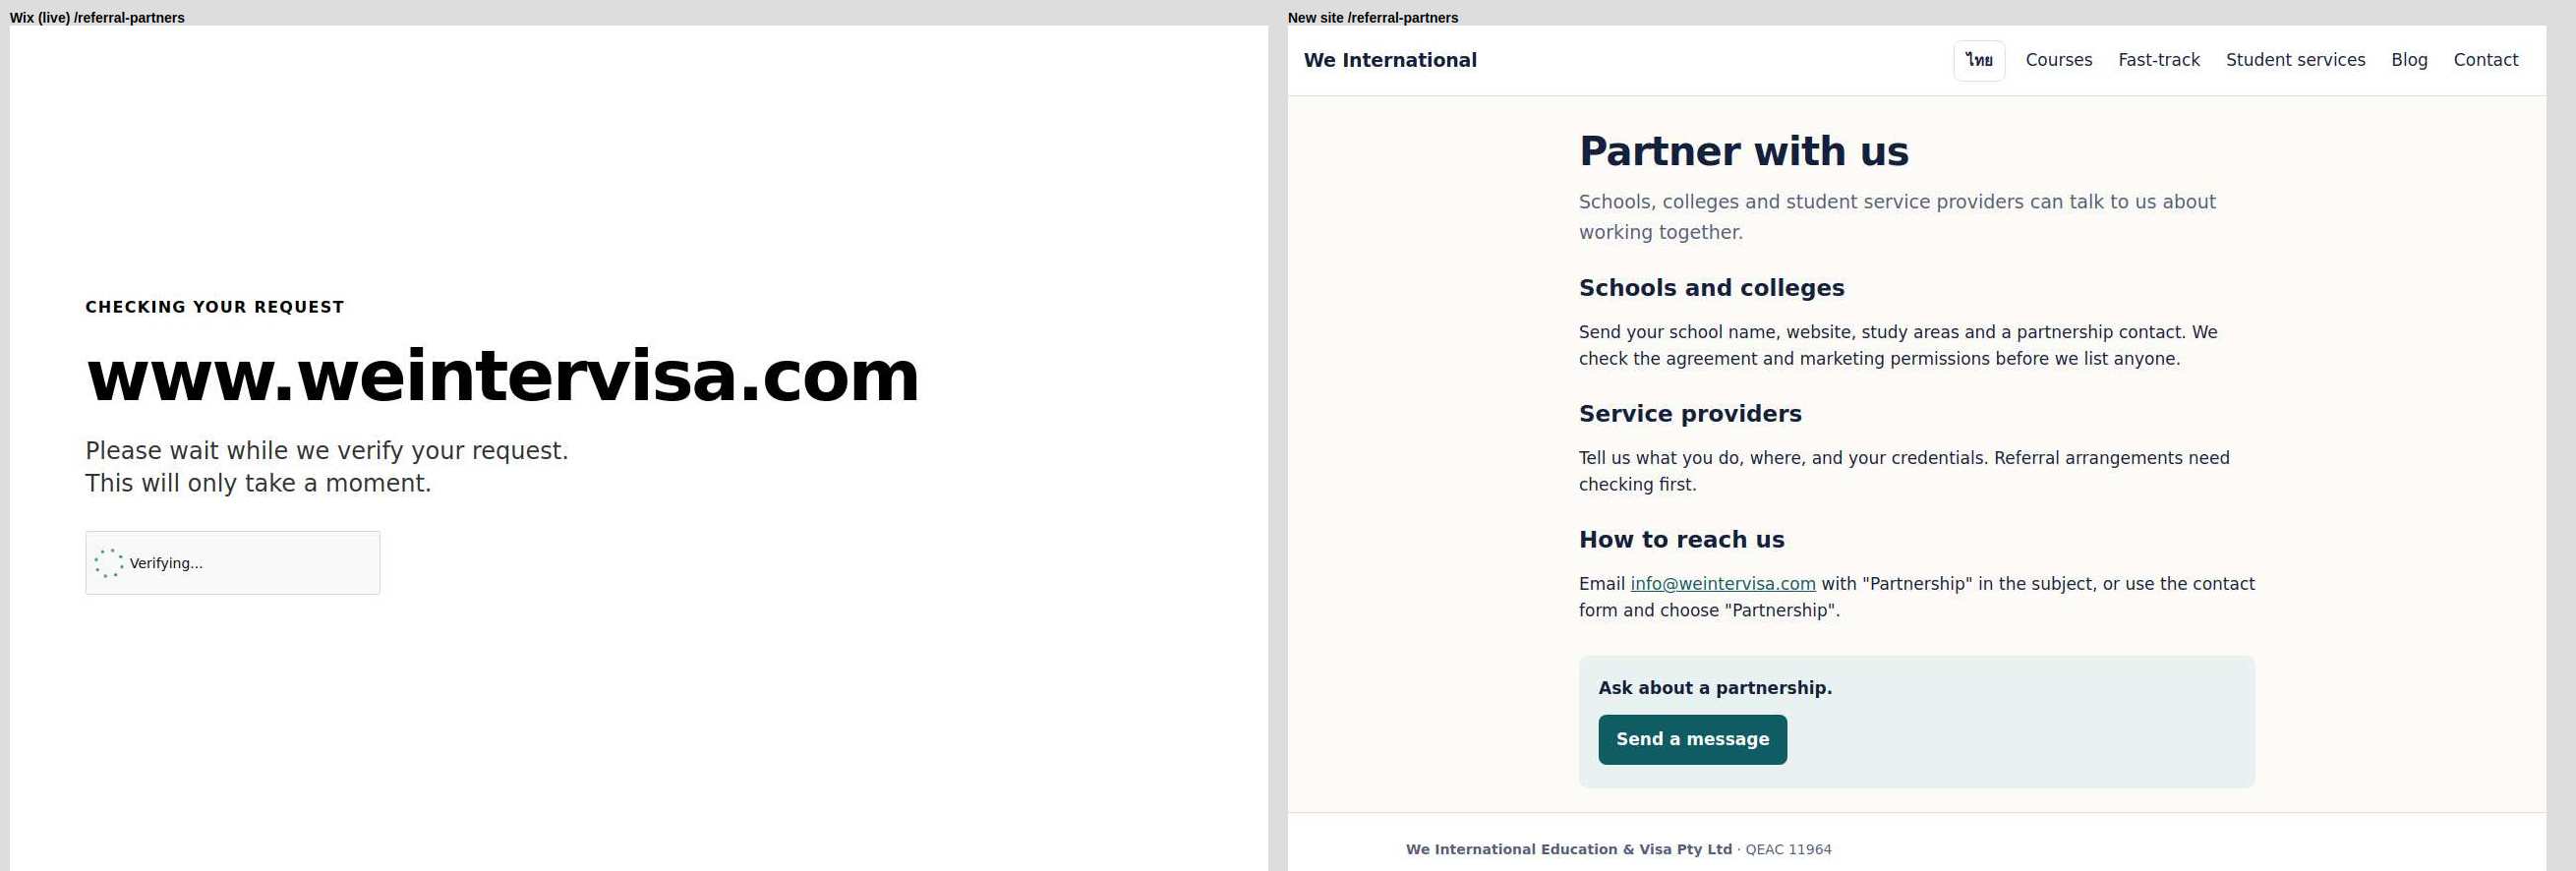 Wix (live) /referral-partners
CHECKING YOUR REQUEST
www.weintervisa.com
Please wait while we verify your request.
This will only take a moment.
Verifying...
New site /referral-partners
We International
ไทย
Courses
Fast-track
Student services
Blog
Contact
Partner with us
Schools, colleges and student service providers can talk to us about
working together.
Schools and colleges
Send your school name, website, study areas and a partnership contact. We
check the agreement and marketing permissions before we list anyone.
Service providers
Tell us what you do, where, and your credentials. Referral arrangements need
checking first.
How to reach us
Email info@weintervisa.com with "Partnership" in the subject, or use the contact
form and choose "Partnership".
Ask about a partnership.
Send a message
We International Education & Visa Pty Ltd · QEAC 11964